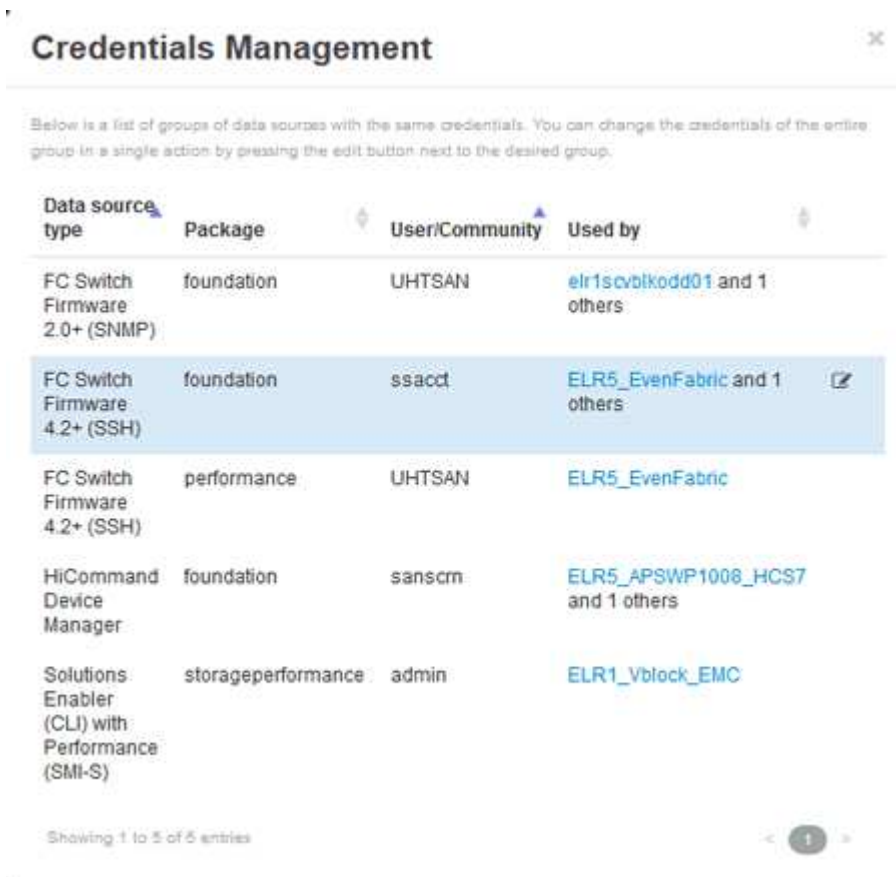 Credentials Management
Below is a list of groups of data sources with the same credentials. You can change the credentials of the entire
group in a single action by pressing the edit button next to the desired group.
Data source type Package User/Community Used by
FC Switch Firmware 2.0+ (SNMP) foundation UHTSAN elr1scvblkodd01 and 1 others
FC Switch Firmware 4.2+ (SSH) foundation ssacct ELR5_EvenFabric and 1 others
FC Switch Firmware 4.2+ (SSH) performance UHTSAN ELR5_EvenFabric
HiCommand Device Manager foundation sanscrn ELR5_APSWP1008_HCS7 and 1 others
Solutions Enabler (CLI) with Performance (SMI-S) storageperformance admin ELR1_Vblock_EMC
Showing 1 to 5 of 5 entries
< 1 >